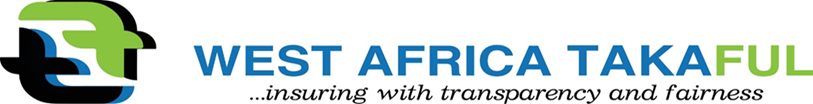 WEST AFRICA TAKAFUL
...insuring with transparency and fairness